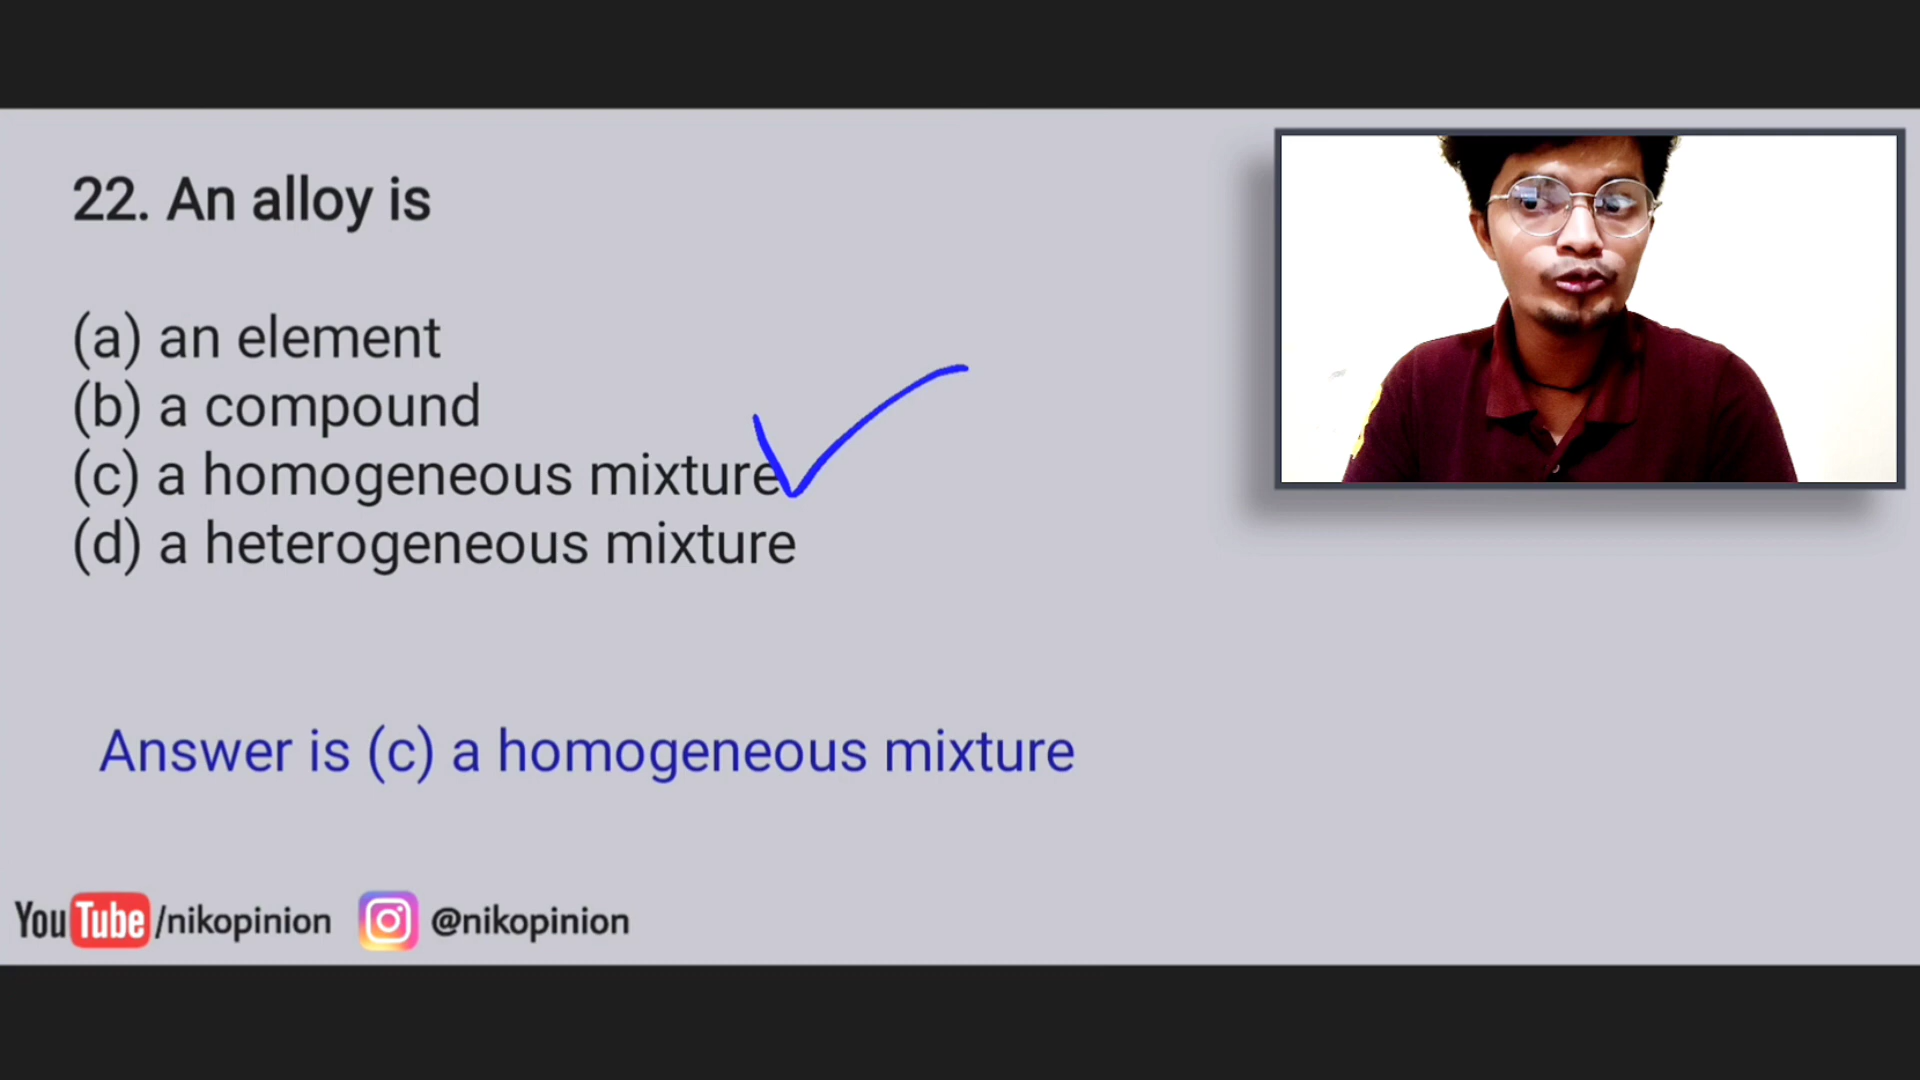 22. An alloy is
(a) an element
(b) a compound
(c) a homogeneous mixture
(d) a heterogeneous mixture
Answer is (c) a homogeneous mixture
YouTube/nikopinion @nikopinion